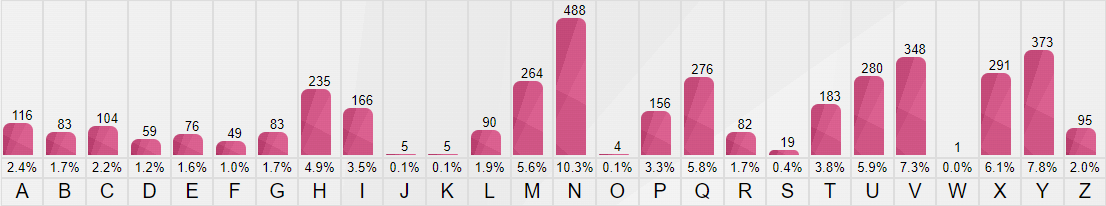 116 83 104 59 76 49 83 235 166 5 5 90 264 488 4 156 276 82 19 183 280 348 1 291 373 95
2.4% 1.7% 2.2% 1.2% 1.6% 1.0% 1.7% 4.9% 3.5% 0.1% 0.1% 1.9% 5.6% 10.3% 0.1% 3.3% 5.8% 1.7% 0.4% 3.8% 5.9% 7.3% 0.0% 6.1% 7.8% 2.0%
A B C D E F G H I J K L M N O P Q R S T U V W X Y Z